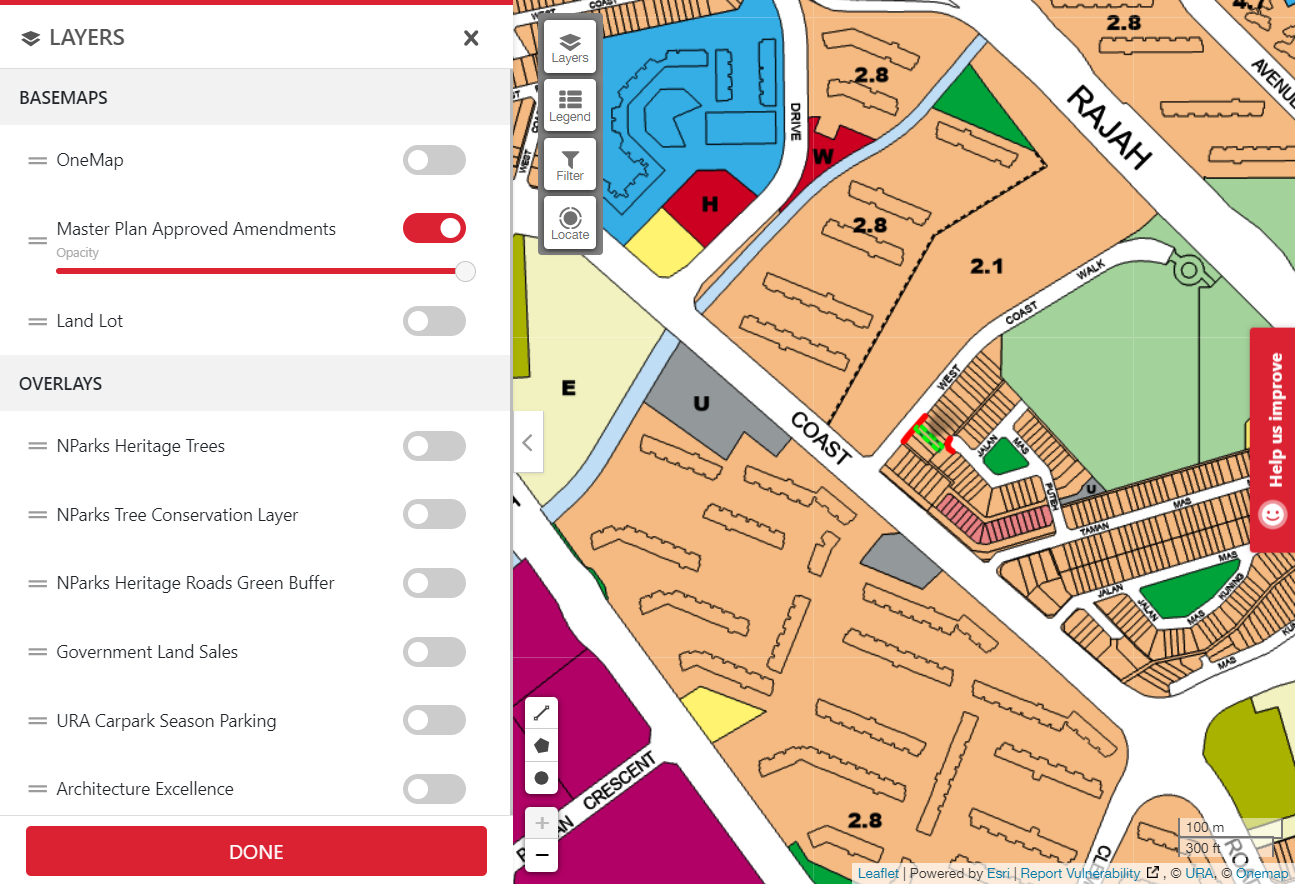 LAYERS
BASEMAPS
OneMap
Master Plan Approved Amendments
Opacity
Land Lot
OVERLAYS
NParks Heritage Trees
NParks Tree Conservation Layer
NParks Heritage Roads Green Buffer
Government Land Sales
URA Carpark Season Parking
Architecture Excellence
DONE
Layers
Legend
Filter
Locate
WEST
COAST
WEST
DRIVE
2.8
2.8
AVENUE
RAJAH
W
H
2.8
2.1
E
U
COAST
WEST
COAST
WALK
JALAN
MAS
PUTEH
U
TAMAN
MAS
MAS
JALAN
JALAN
MAS
KUNING
MAS
CRESCENT
2.8
Help us improve
100 m
300 ft
Leaflet | Powered by Esri | Report Vulnerability , © URA, © Onemap